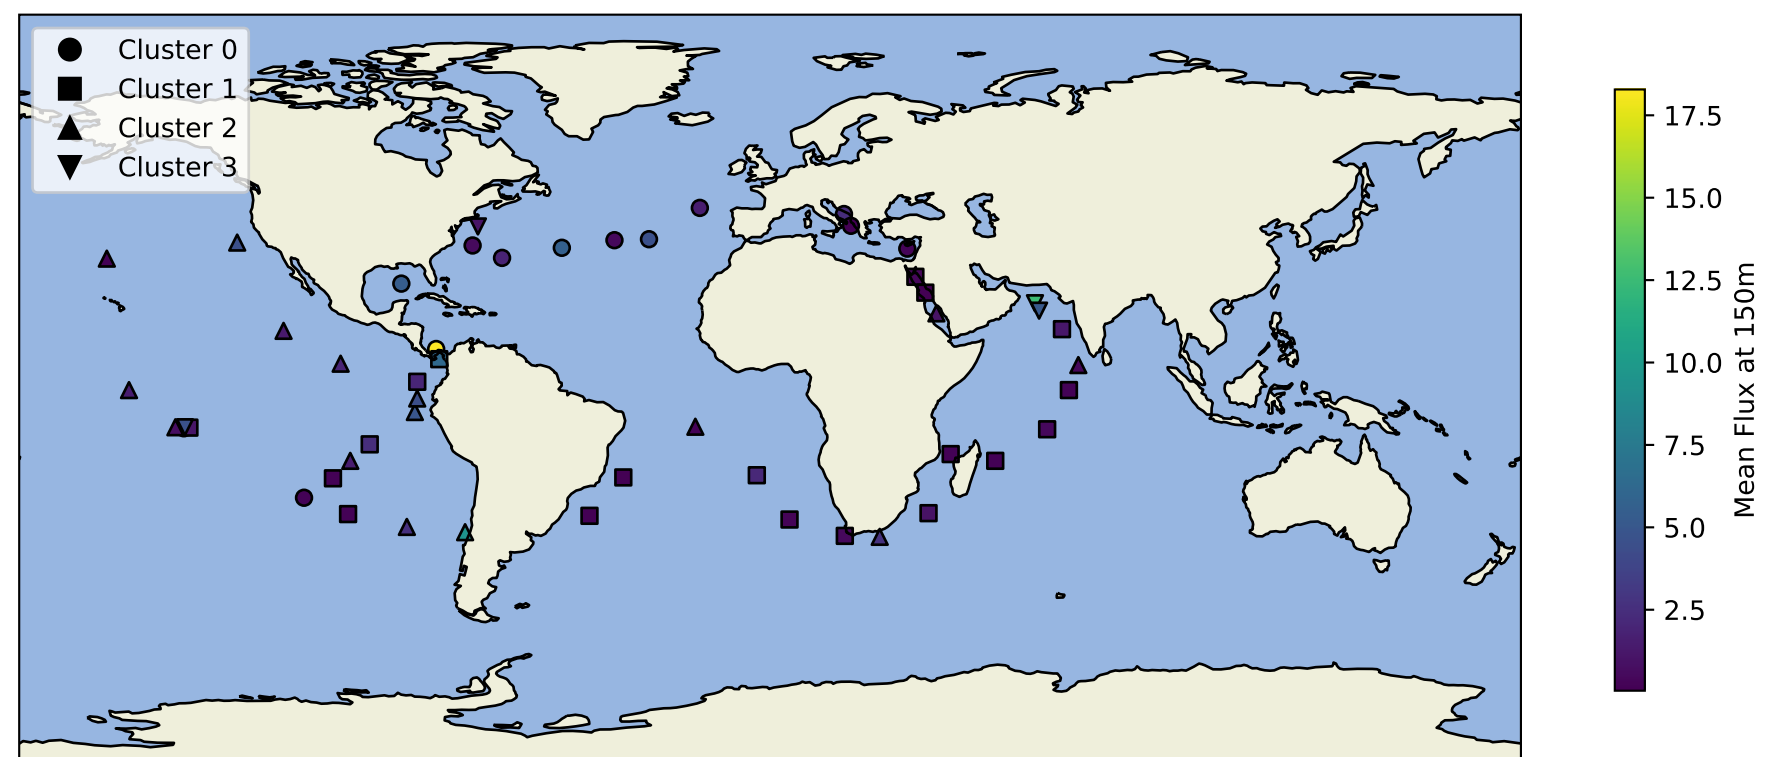 Cluster 0
Cluster 1
Cluster 2
Cluster 3
17.5
15.0
12.5
10.0
7.5
5.0
2.5
Mean Flux at 150m